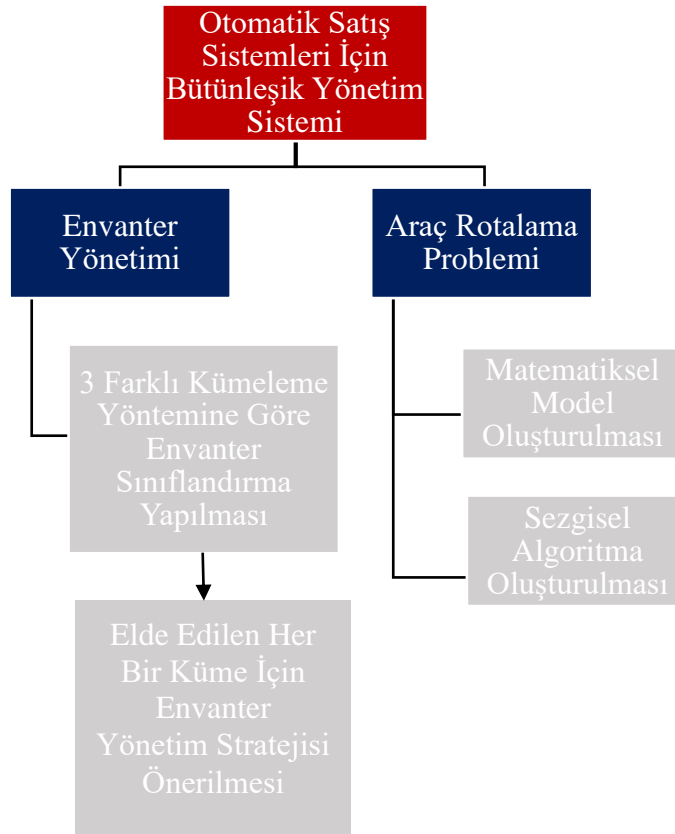 Otomatik Satış
Sistemleri İçin
Bütünleşik Yönetim
Sistemi
Envanter
Yönetimi
Araç Rotalama
Problemi
3 Farklı Kümeleme
Yöntemine Göre
Envanter
Sınıflandırma
Yapılması
Matematiksel
Model
Oluşturulması
Sezgisel
Algoritma
Oluşturulması
Elde Edilen Her
Bir Küme İçin
Envanter
Yönetim Stratejisi
Önerilmesi